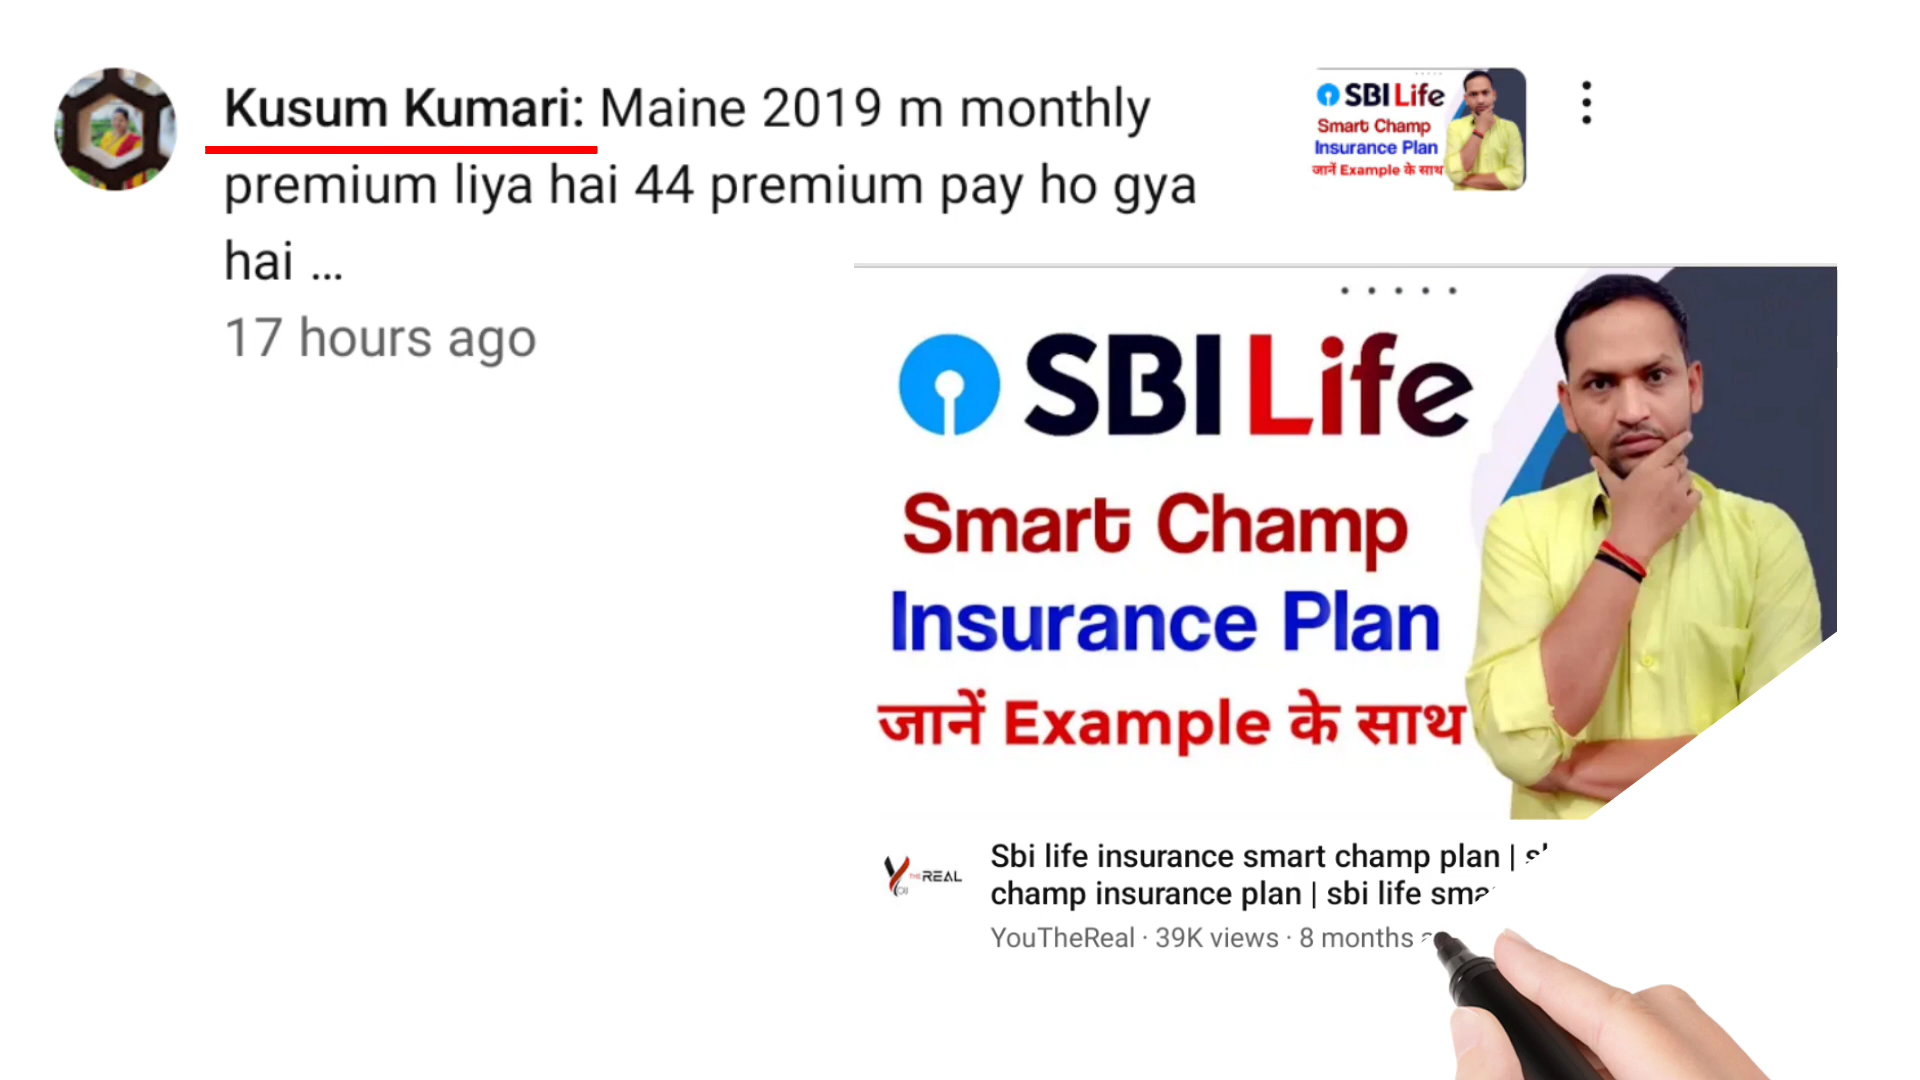 Kusum Kumari: Maine 2019 m monthly
premium liya hai 44 premium pay ho gya
hai ...
17 hours ago
SBI Life
Smart Champ
Insurance Plan
जानें Example के साथ
SBI Life
Smart Champ
Insurance Plan
जानें Example के साथ
THE REAL
Sbi life insurance smart champ plan |
champ insurance plan | sbi life
YouTheReal · 39K views · 8 months